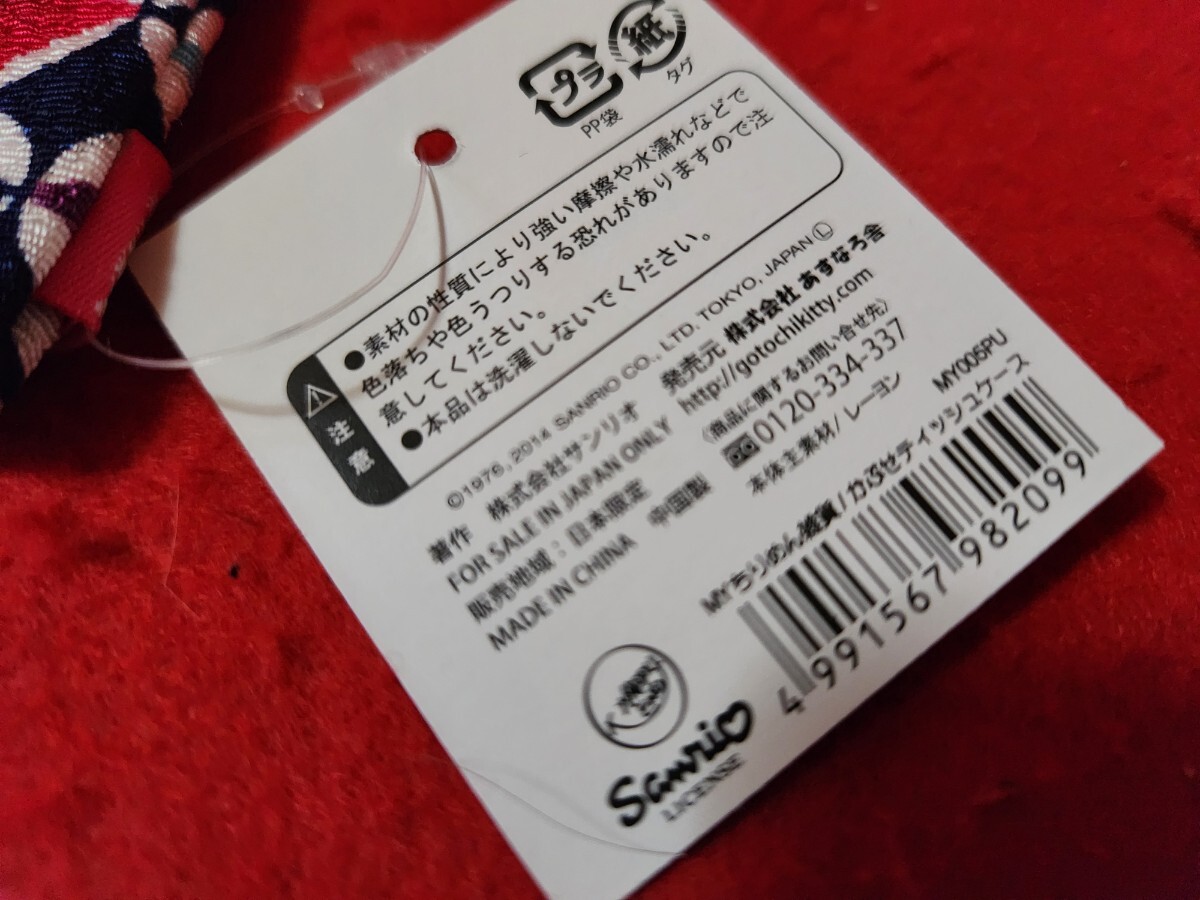 プラ
PP袋
紙
タグ
注意
●素材の性質により強い摩擦や水濡れなどで
色落ちや色うつりする恐れがありますので注
意してください。
●本品は洗濯しないでください。
©1976, 2014 SANRIO CO., LTD. TOKYO, JAPAN Ⓛ
著作 株式会社サンリオ
FOR SALE IN JAPAN ONLY
販売地域：日本限定
MADE IN CHINA 中国製
発売元 株式会社 あすなろ舎
http://gotochikitty.com
〈商品に関するお問い合せ先〉
0120-334-337
本体主素材/ レーヨン
MY005PU
MYちりめん雑貨/かぶせティッシュケース
4991567982099
Sanrio
LICENSE